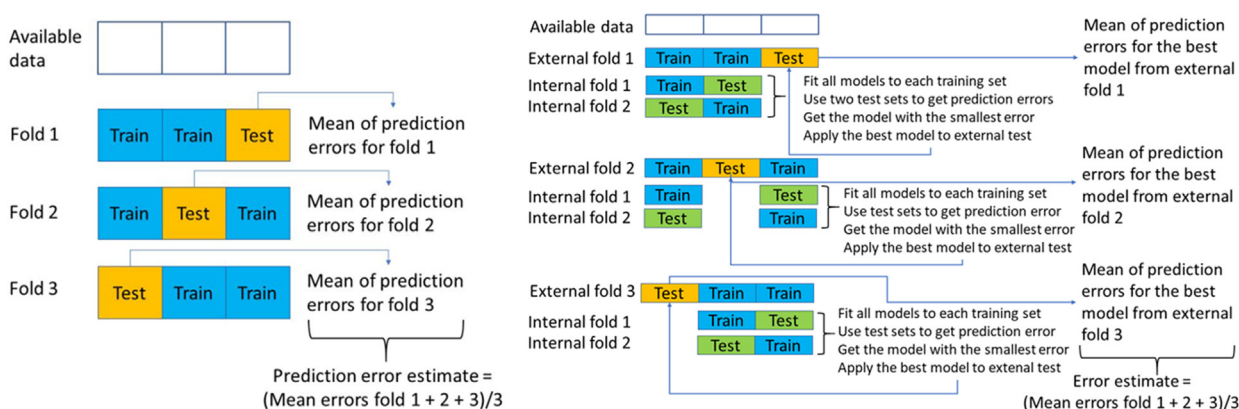 Available
data
Fold 1
Train Train Test
Mean of prediction
errors for fold 1
Fold 2
Train Test Train
Mean of prediction
errors for fold 2
Fold 3
Test Train Train
Mean of prediction
errors for fold 3
Prediction error estimate =
(Mean errors fold 1 + 2 + 3)/3
Available data
External fold 1
Train Train Test
Internal fold 1
Train Test
Internal fold 2
Test Train
Fit all models to each training set
Use two test sets to get prediction errors
Get the model with the smallest error
Apply the best model to external test
Mean of prediction
errors for the best
model from external
fold 1
External fold 2
Train Test Train
Internal fold 1
Train Test
Internal fold 2
Test Train
Fit all models to each training set
Use test sets to get prediction error
Get the model with the smallest error
Apply the best model to external test
Mean of prediction
errors for the best
model from external
fold 2
External fold 3
Test Train Train
Internal fold 1
Train Test
Internal fold 2
Test Train
Fit all models to each training set
Use test sets to get prediction error
Get the model with the smallest error
Apply the best model to extenal test
Mean of prediction
errors for the best
model from external
fold 3
Error estimate =
(Mean errors fold 1 + 2 + 3)/3